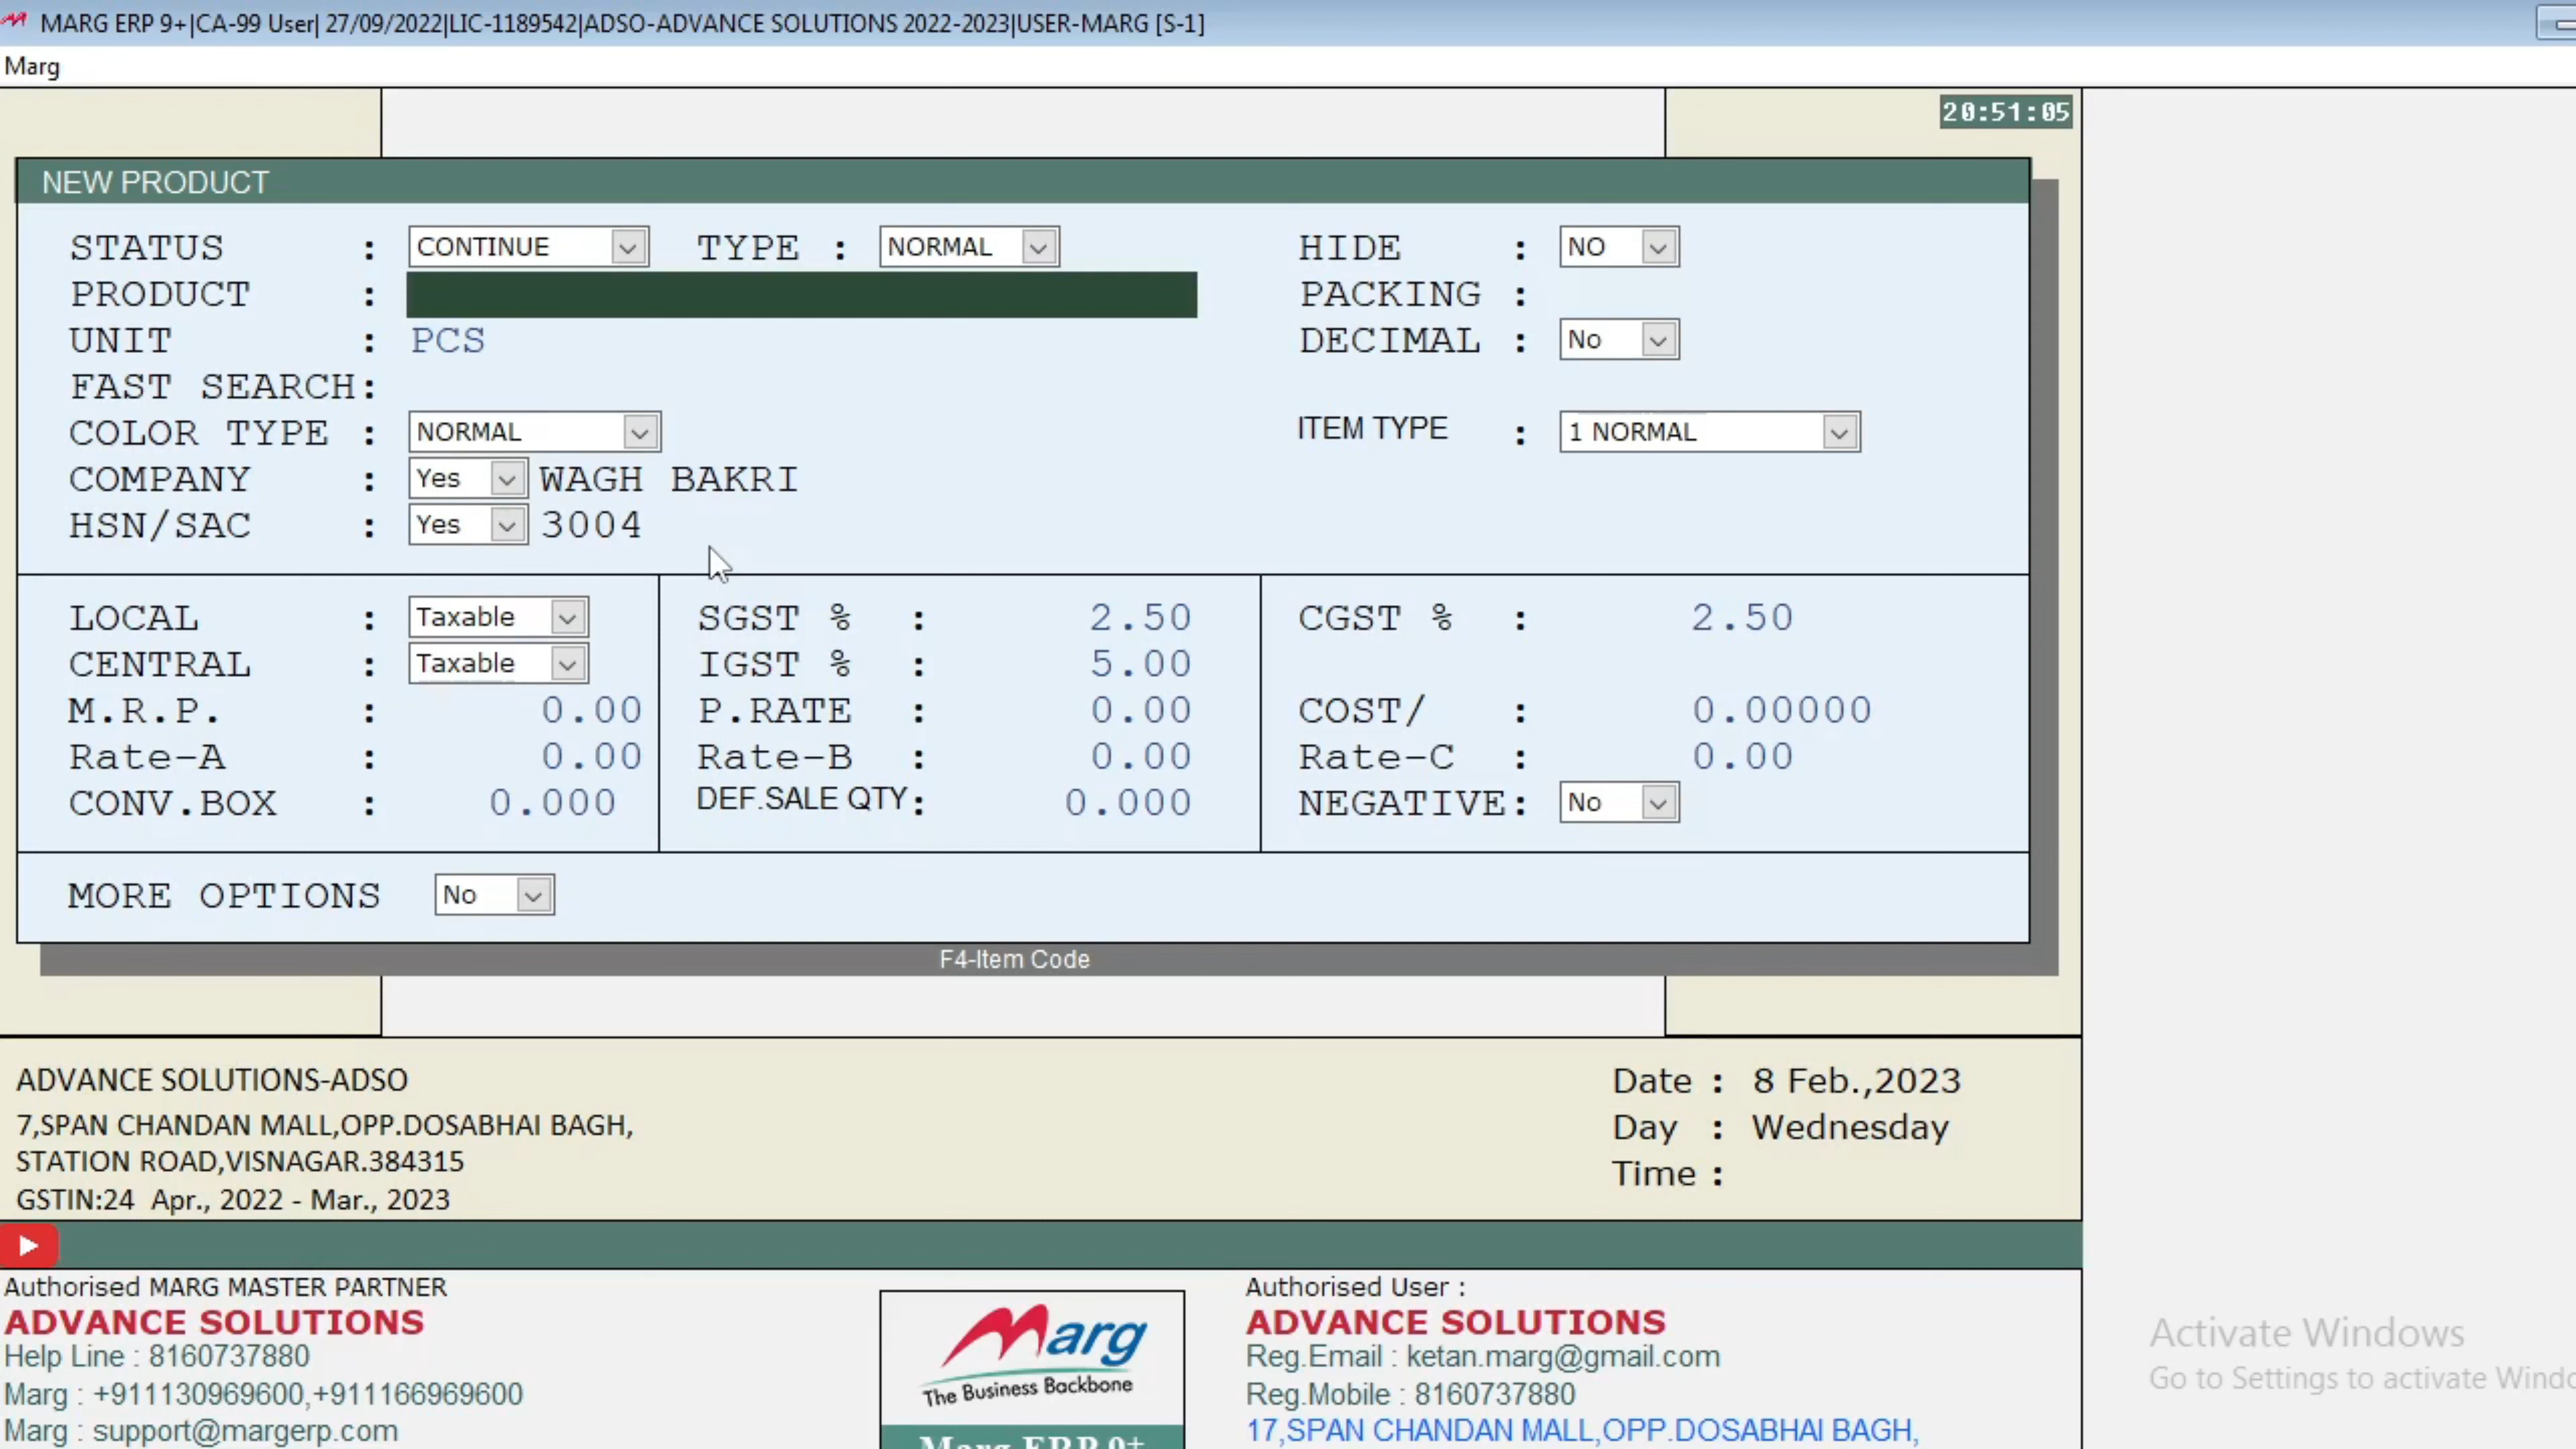 MARG ERP 9+|CA-99 User| 27/09/2022|LIC-1189542|ADSO-ADVANCE SOLUTIONS 2022-2023|USER-MARG [S-1]
Marg
20:51:05
NEW PRODUCT
STATUS : CONTINUE TYPE : NORMAL HIDE : NO
PRODUCT : PACKING :
UNIT : PCS DECIMAL : No
FAST SEARCH:
COLOR TYPE : NORMAL ITEM TYPE : 1 NORMAL
COMPANY : Yes WAGH BAKRI
HSN/SAC : Yes 3004
LOCAL : Taxable SGST % : 2.50 CGST % : 2.50
CENTRAL : Taxable IGST % : 5.00
M.R.P. : 0.00 P.RATE : 0.00 COST/ : 0.00000
Rate-A : 0.00 Rate-B : 0.00 Rate-C : 0.00
CONV.BOX : 0.000 DEF.SALE QTY: 0.000 NEGATIVE: No
MORE OPTIONS No
F4-Item Code
ADVANCE SOLUTIONS-ADSO
7,SPAN CHANDAN MALL,OPP.DOSABHAI BAGH,
STATION ROAD,VISNAGAR.384315
GSTIN:24 Apr., 2022 - Mar., 2023
Date : 8 Feb.,2023
Day : Wednesday
Time :
Authorised MARG MASTER PARTNER
ADVANCE SOLUTIONS
Help Line : 8160737880
Marg : +911130969600,+911166969600
Marg : support@margerp.com
Marg
The Business Backbone
Marg ERP 9+
Authorised User :
ADVANCE SOLUTIONS
Reg.Email : ketan.marg@gmail.com
Reg.Mobile : 8160737880
17,SPAN CHANDAN MALL,OPP.DOSABHAI BAGH,
Activate Windows
Go to Settings to activate Windo